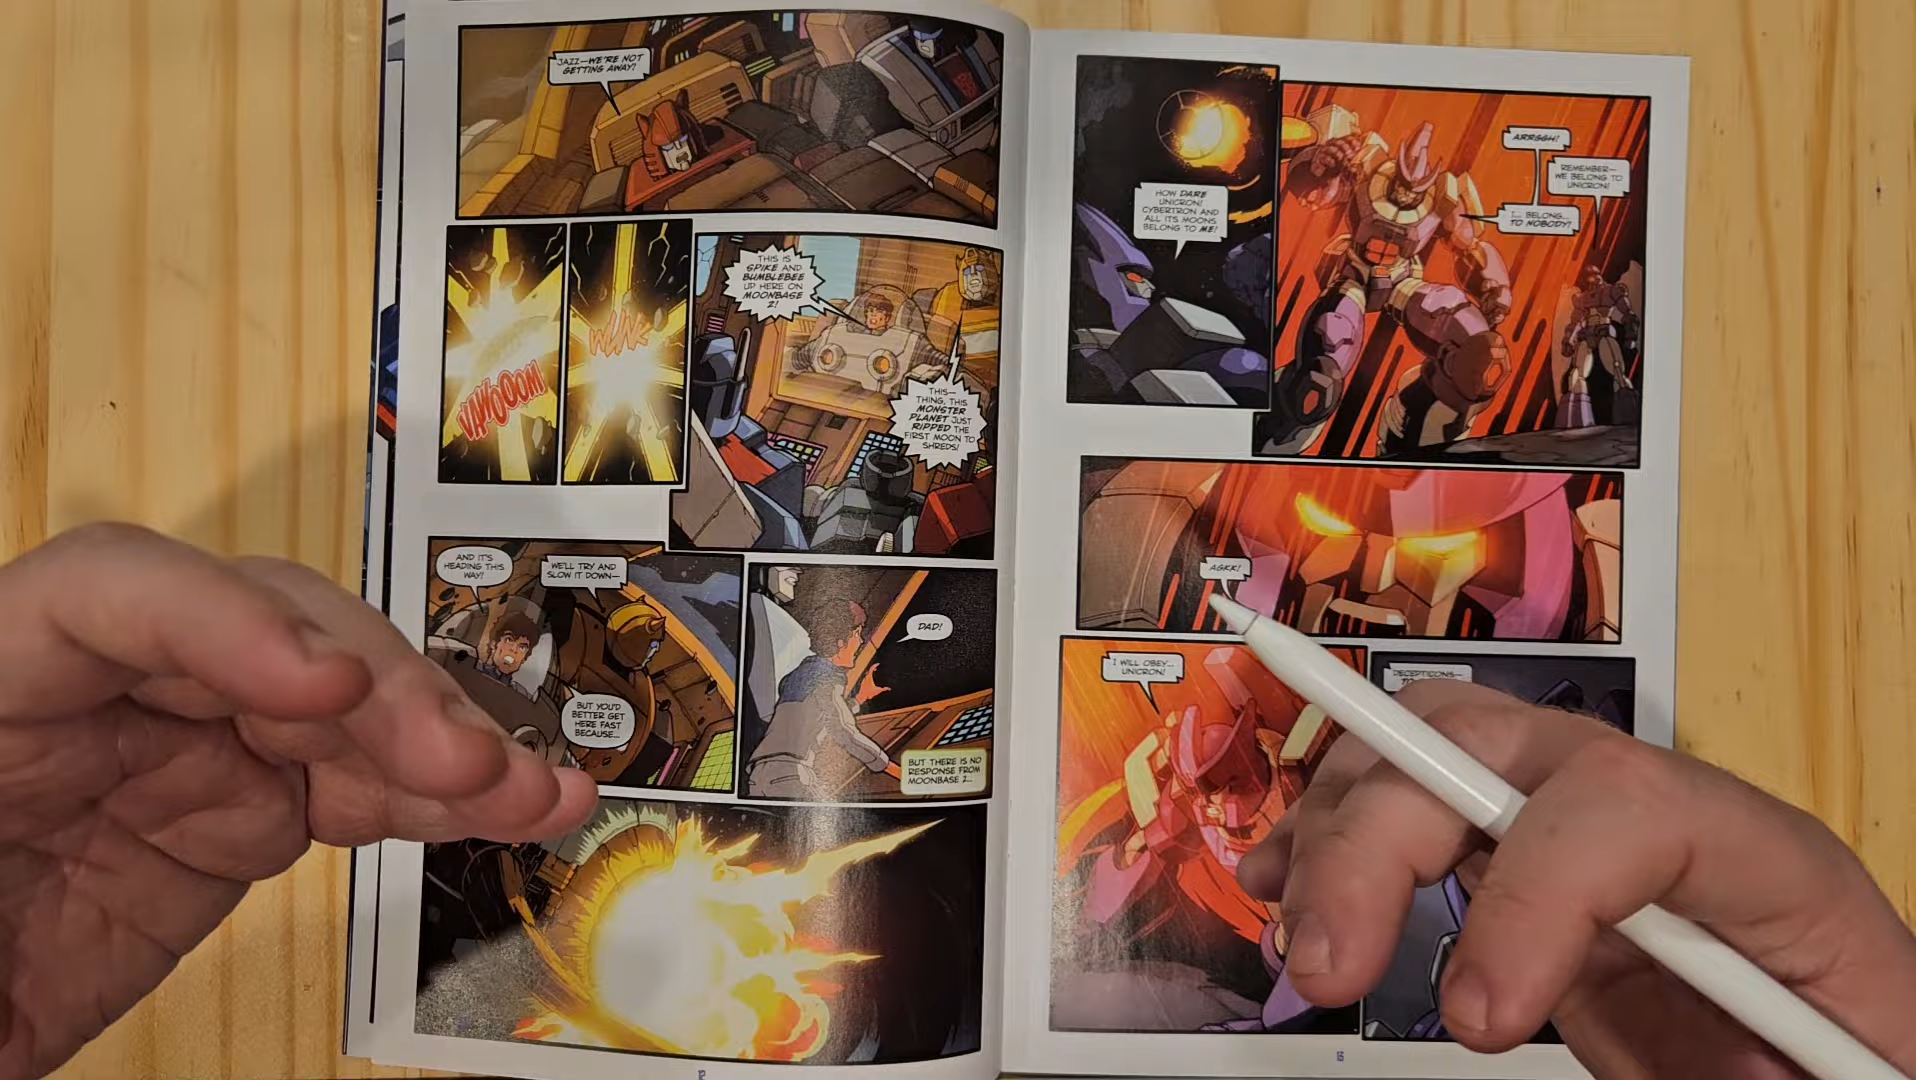 JAZZ—WE'RE NOT
GETTING AWAY!
VAWOOOM
WUNK
THIS IS
SPIKE AND
BUMBLEBEE
UP HERE ON
MOONBASE
2!
THIS—
THING, THIS
MONSTER
PLANET JUST
RIPPED THE
FIRST MOON TO
SHREDS!
AND IT'S
HEADING THIS
WAY!
WE'LL TRY AND
SLOW IT DOWN—
BUT YOU'D
BETTER GET
HERE FAST
BECAUSE...
DAD!
BUT THERE IS NO
RESPONSE FROM
MOONBASE 2...
12
HOW DARE
UNICRON!
CYBERTRON AND
ALL ITS MOONS
BELONG TO ME!
ARRGGH!
REMEMBER—
WE BELONG TO
UNICRON!
I... BELONG...
TO NOBODY!
AGKK!
I WILL OBEY...
UNICRON!
DECEPTICONS—
13